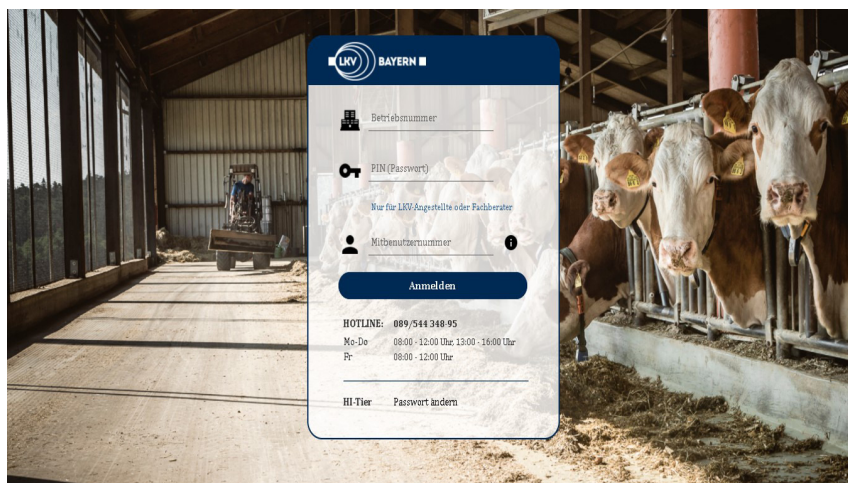 LKV BAYERN
Betriebsnummer
PIN (Passwort)
Nur für LKV-Angestellte oder Fachberater
Mitbenutzernummer
Anmelden
HOTLINE: 089/544 348-95
Mo-Do 08:00 - 12:00 Uhr, 13:00 - 16:00 Uhr
Fr 08:00 - 12:00 Uhr
HI-Tier Passwort ändern